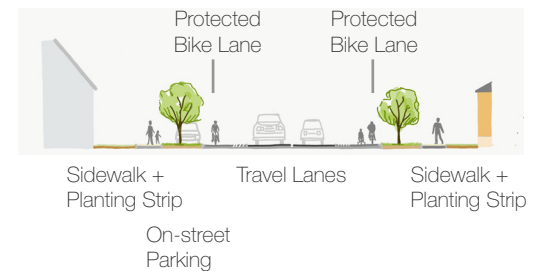 Protected
Bike Lane
Protected
Bike Lane
Sidewalk +
Planting Strip
Travel Lanes
Sidewalk +
Planting Strip
On-street
Parking